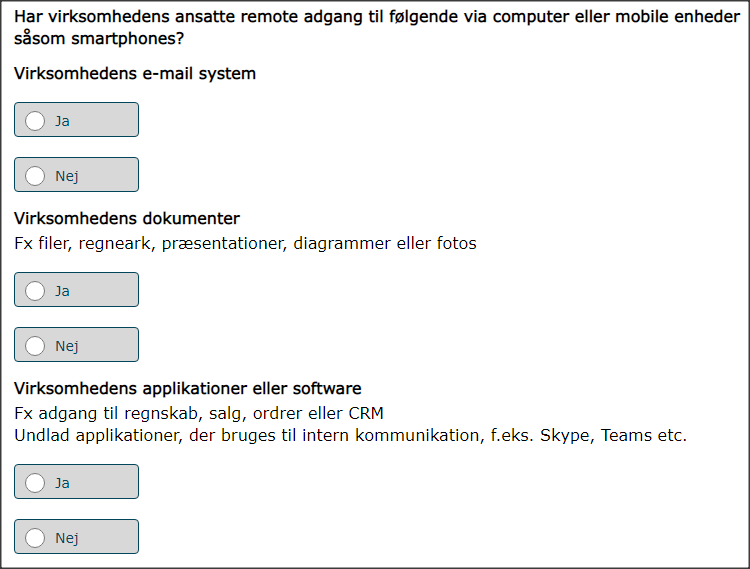 Har virksomhedens ansatte remote adgang til følgende via computer eller mobile enheder
såsom smartphones?
Virksomhedens e-mail system
Ja
Nej
Virksomhedens dokumenter
Fx filer, regneark, præsentationer, diagrammer eller fotos
Ja
Nej
Virksomhedens applikationer eller software
Fx adgang til regnskab, salg, ordrer eller CRM
Undlad applikationer, der bruges til intern kommunikation, f.eks. Skype, Teams etc.
Ja
Nej